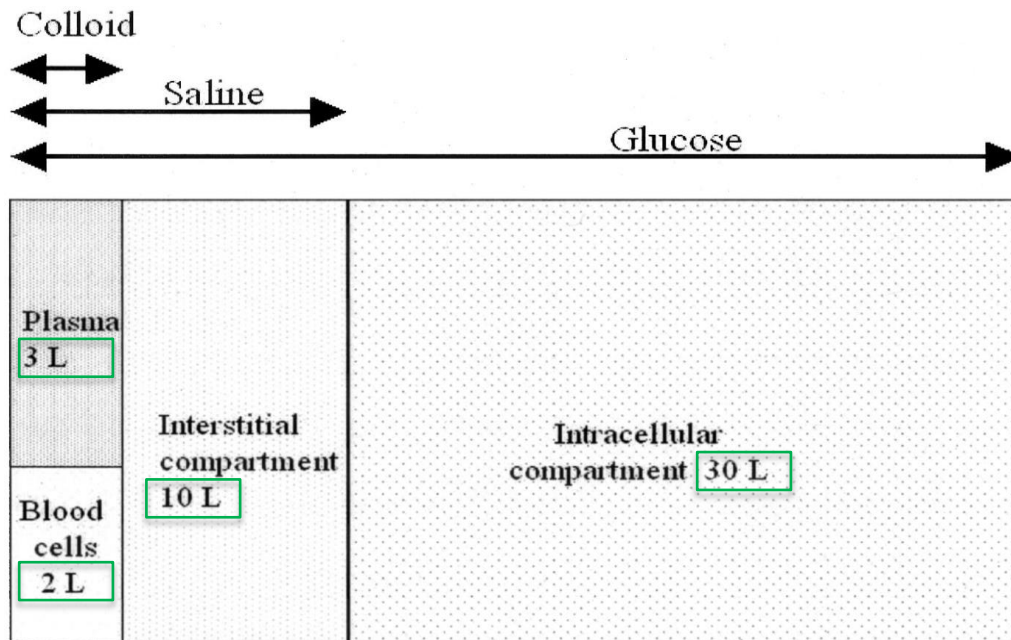 Colloid
Saline
Glucose
Plasma
3 L
Interstitial
compartment
10 L
Intracellular
compartment 30 L
Blood
cells
2 L